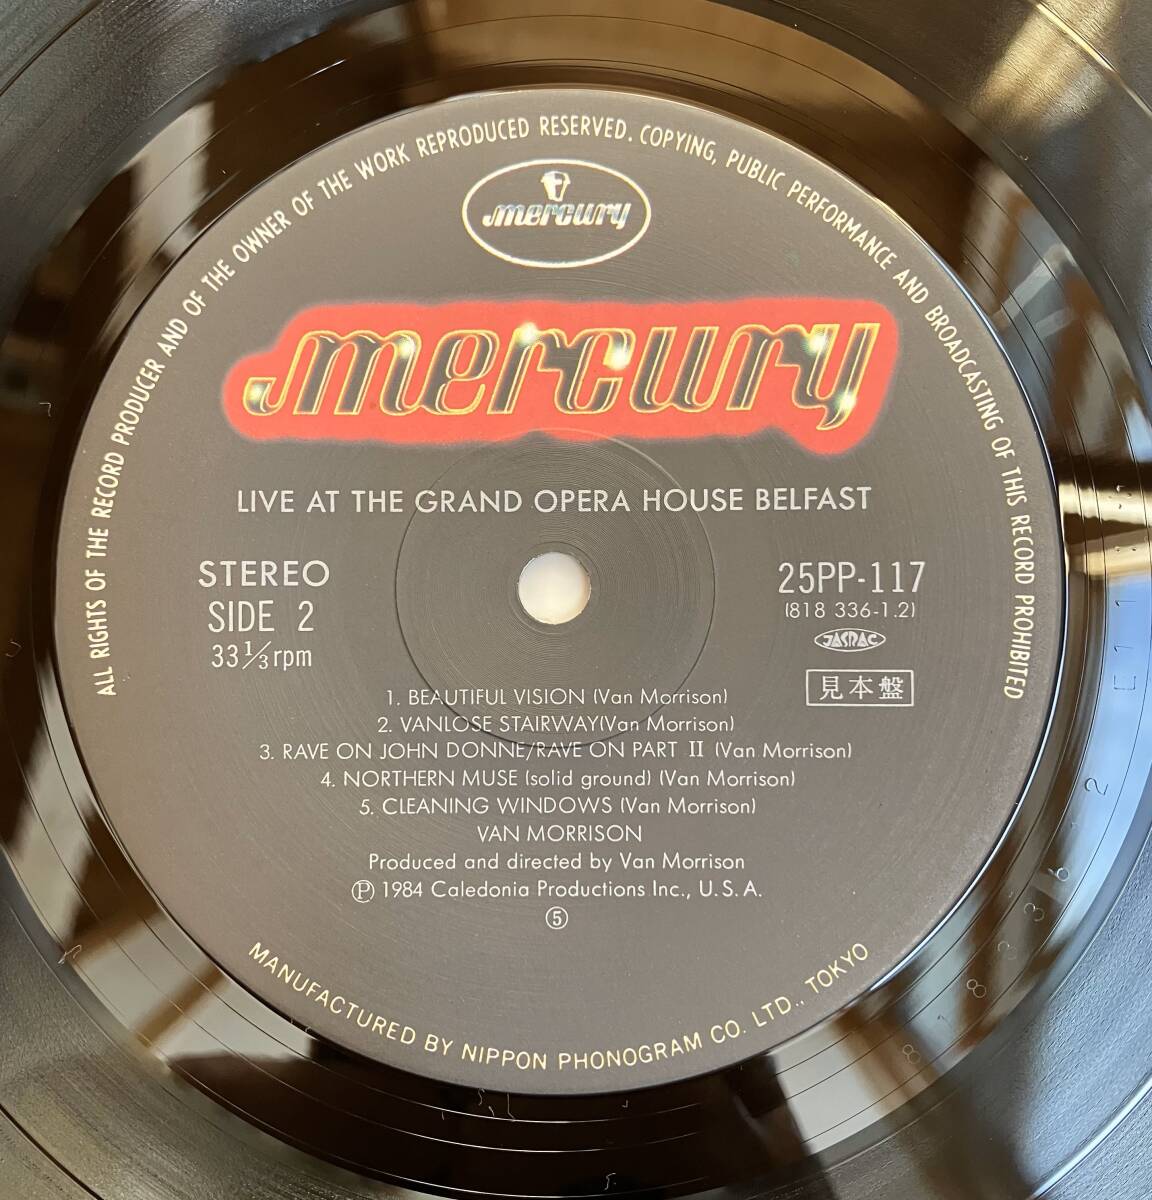 ALL RIGHTS OF THE RECORD PRODUCER AND OF THE OWNER OF THE WORK REPRODUCED RESERVED. COPYING, PUBLIC PERFORMANCE AND BROADCASTING OF THIS RECORD PROHIBITED
mercury
mercury
LIVE AT THE GRAND OPERA HOUSE BELFAST
STEREO
SIDE 2
33 1/3 rpm
25PP-117
(818 336-1.2)
JASRAC
見本盤
1. BEAUTIFUL VISION (Van Morrison)
2. VANLOSE STAIRWAY(Van Morrison)
3. RAVE ON JOHN DONNE/RAVE ON PART II (Van Morrison)
4. NORTHERN MUSE (solid ground) (Van Morrison)
5. CLEANING WINDOWS (Van Morrison)
VAN MORRISON
Produced and directed by Van Morrison
Ⓟ 1984 Caledonia Productions Inc., U.S.A.
⑤
MANUFACTURED BY NIPPON PHONOGRAM CO. LTD., TOKYO